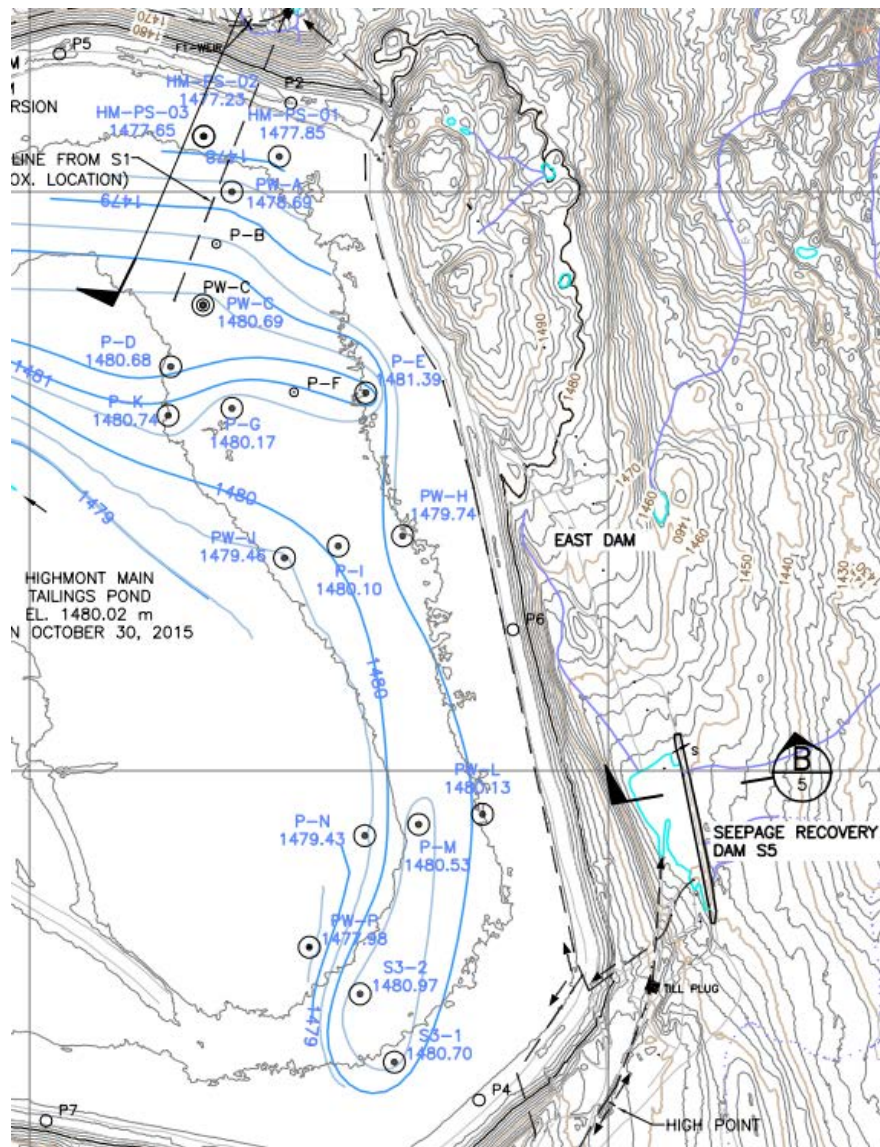 1470
1480
P5
FT-WEIR
HM-PS-02
1477.23
P2
HM-PS-03
1477.65
HM-PS-01
1477.85
M
M
RSION
1478
LINE FROM S1
OX. LOCATION)
PW-A
1478.69
1479
P-B
PW-C
PW-C
1480.69
1490
1480
P-D
1480.68
P-E
1481.39
1481
P-F
P-K
1480.74
P-G
1480.17
1470
1460
1460
1460
1450
1440
1430
1480
1479
PW-H
1479.74
EAST DAM
PW-J
1479.46
P-I
1480.10
HIGHMONT MAIN
TAILINGS POND
EL. 1480.02 m
N OCTOBER 30, 2015
P6
1480
S
B
5
PW-L
1480.13
P-N
1479.43
P-M
1480.53
SEEPAGE RECOVERY
DAM S5
PW-P
1477.98
S3-2
1480.97
TILL PLUG
1479
S3-1
1480.70
P4
P7
HIGH POINT